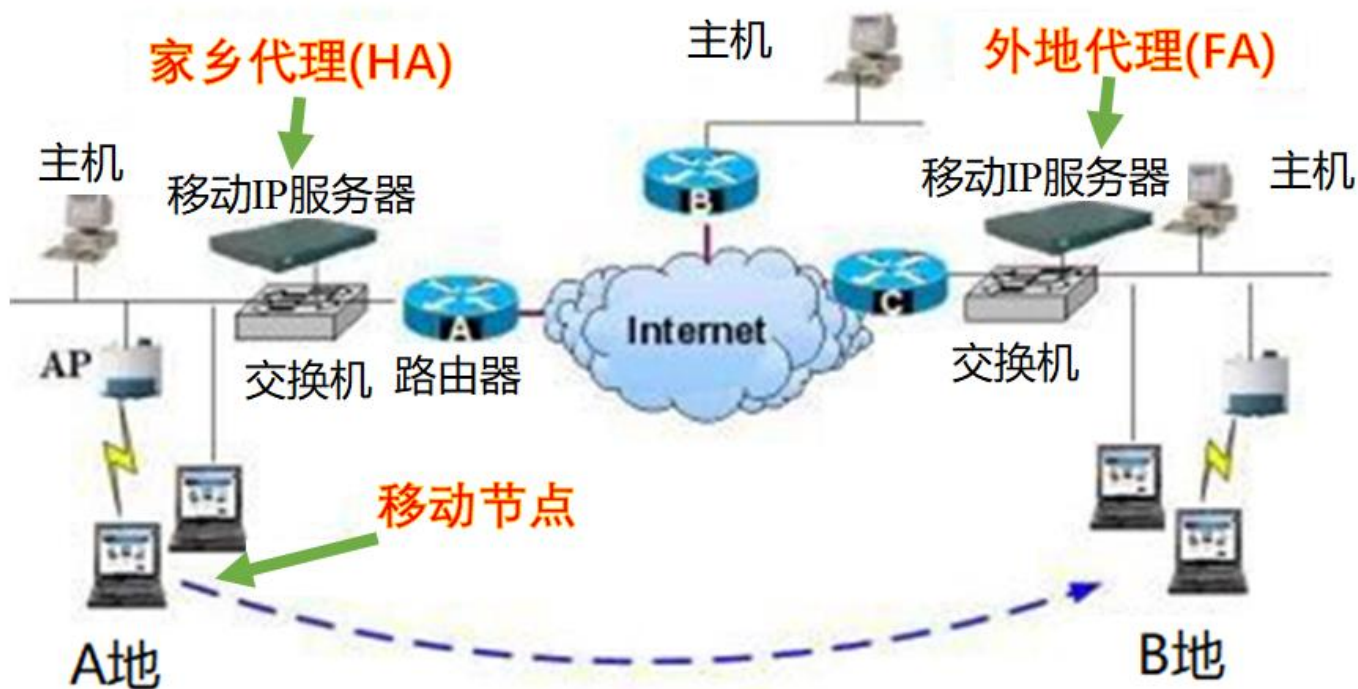 主机
家乡代理(HA)
外地代理(FA)
主机
移动IP服务器
移动IP服务器
主机
B
C
A
Internet
AP
交换机
路由器
交换机
移动节点
A地
B地